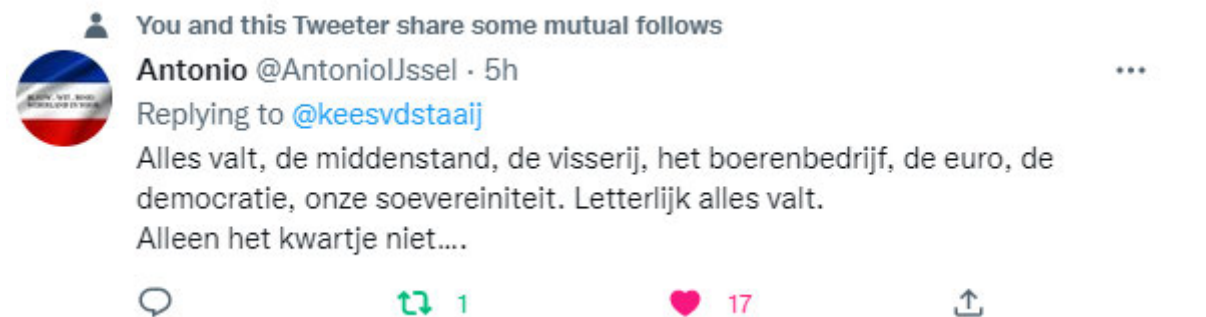 You and this Tweeter share some mutual follows
Antonio @AntonioIJssel · 5h
Replying to @keesvdstaaij
Alles valt, de middenstand, de visserij, het boerenbedrijf, de euro, de
democratie, onze soevereiniteit. Letterlijk alles valt.
Alleen het kwartje niet....
1 17